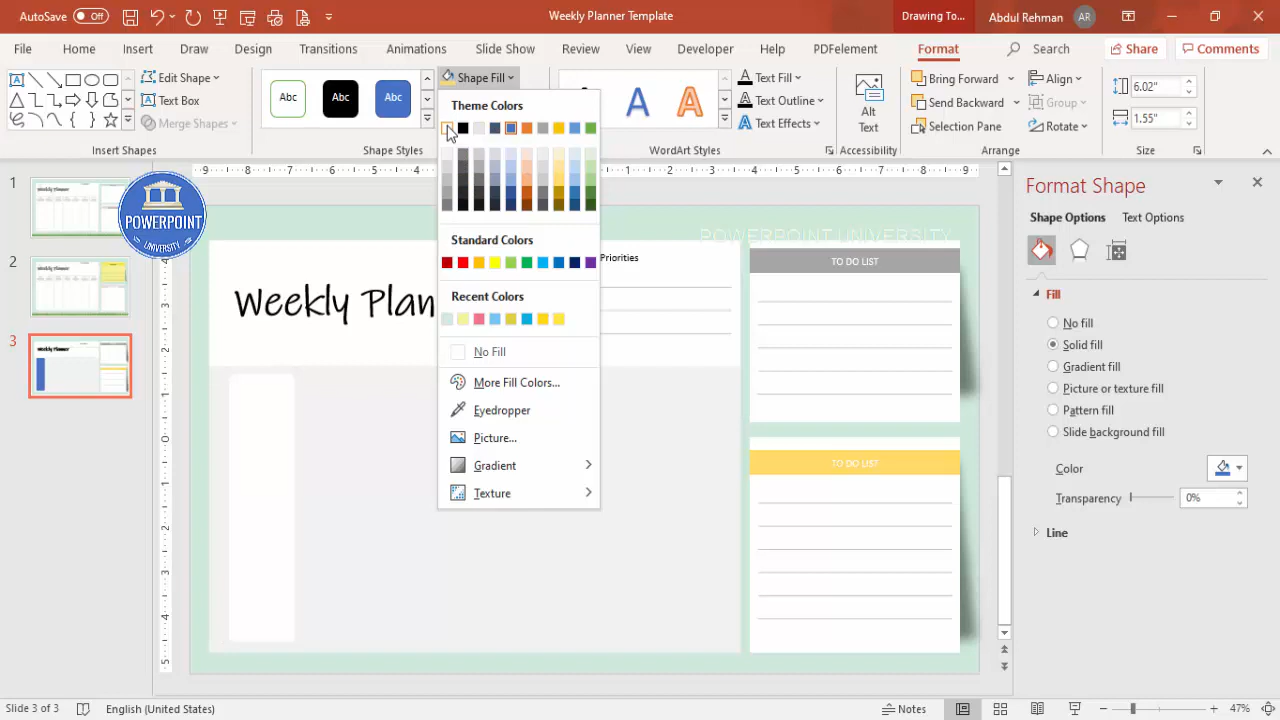 AutoSave Off
Weekly Planner Template
Drawing To...
Abdul Rehman AR
File Home Insert Draw Design Transitions Animations Slide Show Review View Developer Help PDFelement Format Search Share Comments
Edit Shape
Text Box
Merge Shapes
Insert Shapes
Abc Abc Abc
Shape Styles
Shape Fill
A A
Text Fill
Text Outline
Text Effects
WordArt Styles
Alt
Text
Accessibility
Bring Forward
Send Backward
Selection Pane
Align
Group
Rotate
Arrange
6.02"
1.55"
Size
Theme Colors
Standard Colors
Recent Colors
No Fill
More Fill Colors...
Eyedropper
Picture...
Gradient
Texture
1
2
3
POWERPOINT
UNIVERSITY
POWERPOINT UNIVERSITY
Weekly Plan
Priorities
TO DO LIST
TO DO LIST
Format Shape
Shape Options Text Options
Fill
No fill
Solid fill
Gradient fill
Picture or texture fill
Pattern fill
Slide background fill
Color
Transparency 0%
Line
Slide 3 of 3
English (United States)
Notes
47%